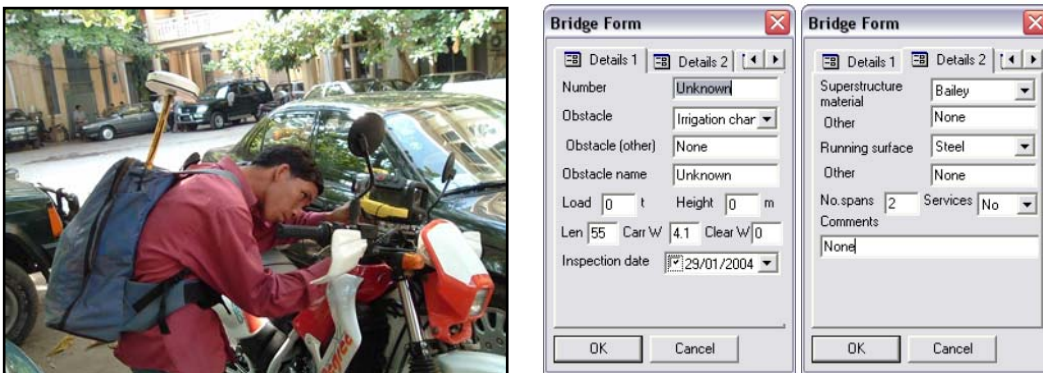 Bridge Form
Details 1 Details 2
Number Unknown
Obstacle Irrigation char
Obstacle (other) None
Obstacle name Unknown
Load 0 t Height 0 m
Len 55 Carr W 4.1 Clear W 0
Inspection date 29/01/2004
OK Cancel
Bridge Form
Details 1 Details 2
Superstructure
material Bailey
Other None
Running surface Steel
Other None
No.spans 2 Services No
Comments
None
OK Cancel